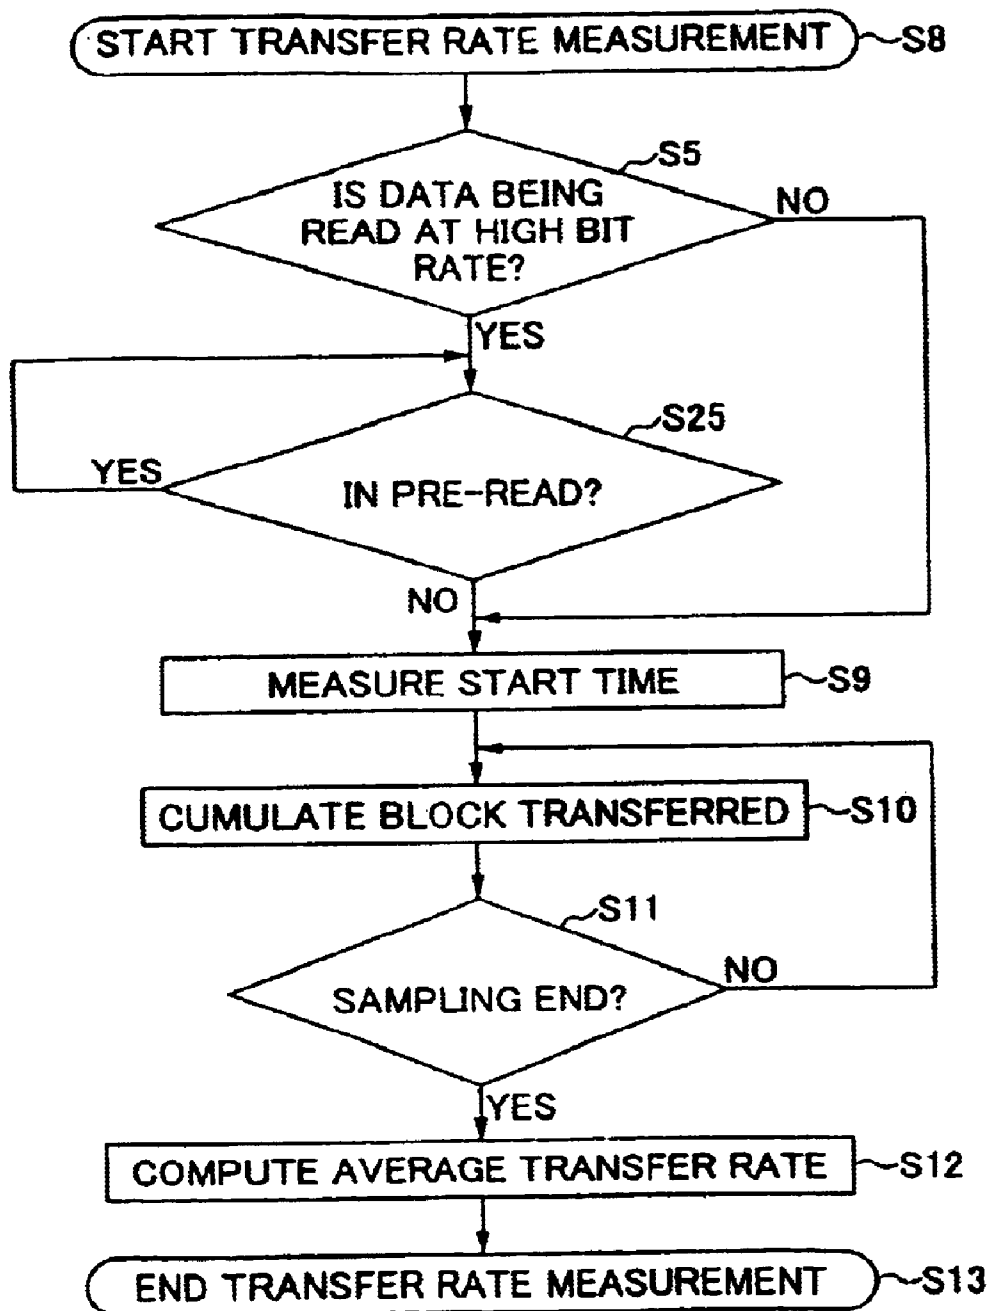 START TRANSFER RATE MEASUREMENT
S8
S5
IS DATA BEING
READ AT HIGH BIT
RATE?
NO
YES
S25
YES
IN PRE-READ?
NO
MEASURE START TIME
S9
CUMULATE BLOCK TRANSFERRED
S10
S11
SAMPLING END?
NO
YES
COMPUTE AVERAGE TRANSFER RATE
S12
END TRANSFER RATE MEASUREMENT
S13